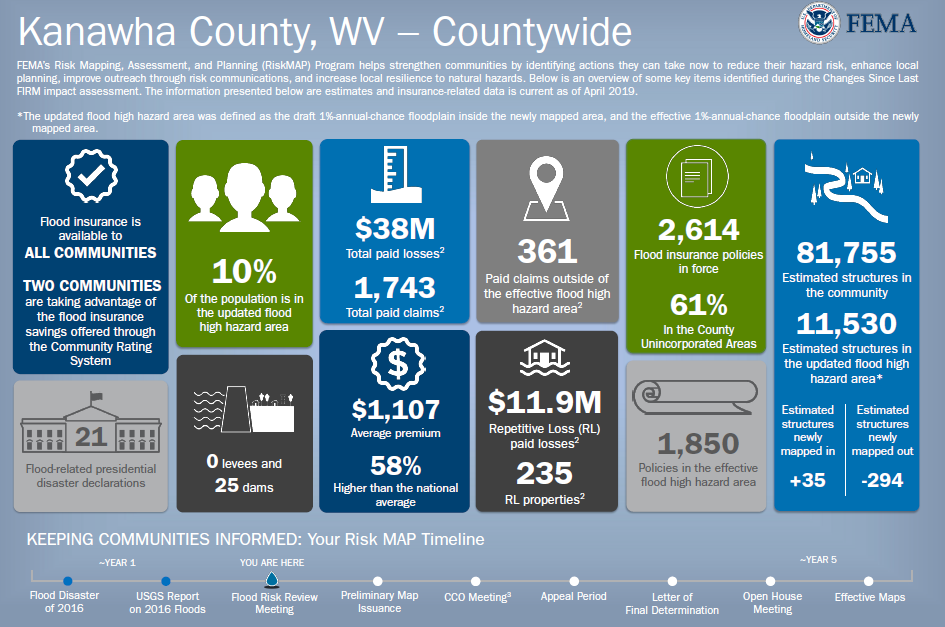 Kanawha County, WV – Countywide
FEMA
FEMA's Risk Mapping, Assessment, and Planning (RiskMAP) Program helps strengthen communities by identifying actions they can take now to reduce their hazard risk, enhance local
planning, improve outreach through risk communications, and increase local resilience to natural hazards. Below is an overview of some key items identified during the Changes Since Last
FIRM impact assessment. The information presented below are estimates and insurance-related data is current as of April 2019.
*The updated flood high hazard area was defined as the draft 1%-annual-chance floodplain inside the newly mapped area, and the effective 1%-annual-chance floodplain outside the newly
mapped area.
Flood insurance is
available to
ALL COMMUNITIES
TWO COMMUNITIES
are taking advantage of
the flood insurance
savings offered through
the Community Rating
System
21
Flood-related presidential
disaster declarations
10%
Of the population is in
the updated flood
high hazard area
0 levees and
25 dams
$38M
Total paid losses²
1,743
Total paid claims²
$
$1,107
Average premium
58%
Higher than the national
average
361
Paid claims outside of
the effective flood high
hazard area²
$11.9M
Repetitive Loss (RL)
paid losses²
235
RL properties²
2,614
Flood insurance policies
in force
61%
In the County
Unincorporated Areas
1,850
Policies in the effective
flood high hazard area
81,755
Estimated structures in
the community
11,530
Estimated structures in
the updated flood high
hazard area*
Estimated
structures
newly
mapped in
+35
Estimated
structures
newly
mapped out
-294
KEEPING COMMUNITIES INFORMED: Your Risk MAP Timeline
~YEAR 1
YOU ARE HERE
~YEAR 5
Flood Disaster
of 2016
USGS Report
on 2016 Floods
Flood Risk Review
Meeting
Preliminary Map
Issuance
CCO Meeting³
Appeal Period
Letter of
Final Determination
Open House
Meeting
Effective Maps